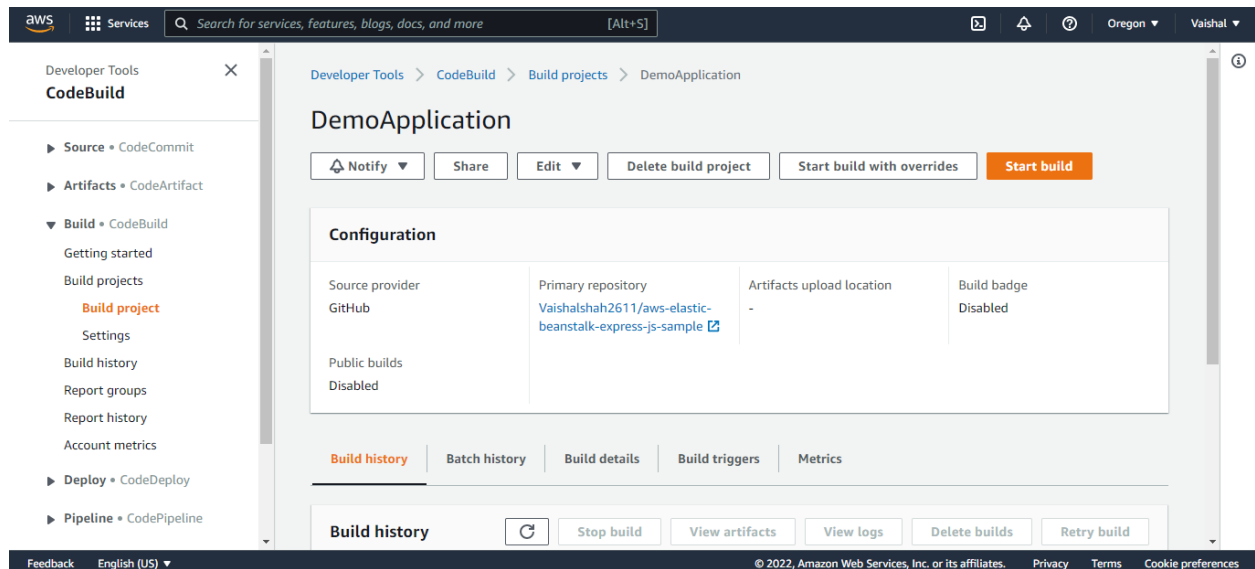 aws
Services
Search for services, features, blogs, docs, and more
[Alt+S]
Oregon ▼
Vaishal ▼
Developer Tools
CodeBuild
Source • CodeCommit
Artifacts • CodeArtifact
Build • CodeBuild
Getting started
Build projects
Build project
Settings
Build history
Report groups
Report history
Account metrics
Deploy • CodeDeploy
Pipeline • CodePipeline
Developer Tools > CodeBuild > Build projects > DemoApplication
DemoApplication
Notify ▼
Share
Edit ▼
Delete build project
Start build with overrides
Start build
Configuration
Source provider
GitHub
Primary repository
Vaishalshah2611/aws-elastic-
beanstalk-express-js-sample
Artifacts upload location
-
Build badge
Disabled
Public builds
Disabled
Build history
Batch history
Build details
Build triggers
Metrics
Build history
Stop build
View artifacts
View logs
Delete builds
Retry build
Feedback
English (US) ▼
© 2022, Amazon Web Services, Inc. or its affiliates.
Privacy
Terms
Cookie preferences